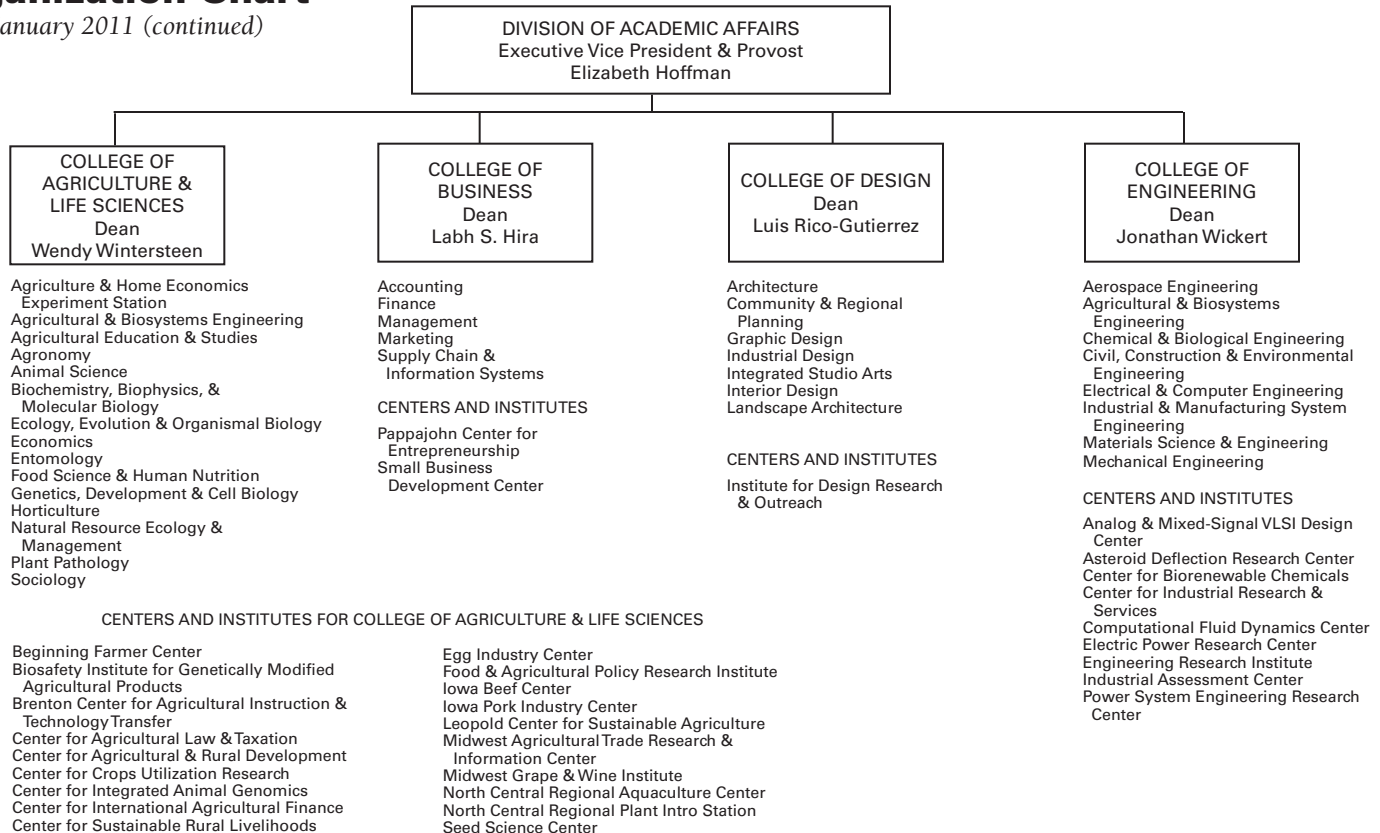 January 2011 (continued)
DIVISION OF ACADEMIC AFFAIRS
Executive Vice President & Provost
Elizabeth Hoffman
COLLEGE OF
AGRICULTURE &
LIFE SCIENCES
Dean
Wendy Wintersteen
COLLEGE OF
BUSINESS
Dean
Labh S. Hira
COLLEGE OF DESIGN
Dean
Luis Rico-Gutierrez
COLLEGE OF
ENGINEERING
Dean
Jonathan Wickert
Agriculture & Home Economics
Experiment Station
Agricultural & Biosystems Engineering
Agricultural Education & Studies
Agronomy
Animal Science
Biochemistry, Biophysics, &
Molecular Biology
Ecology, Evolution & Organismal Biology
Economics
Entomology
Food Science & Human Nutrition
Genetics, Development & Cell Biology
Horticulture
Natural Resource Ecology &
Management
Plant Pathology
Sociology
Accounting
Finance
Management
Marketing
Supply Chain &
Information Systems
CENTERS AND INSTITUTES
Pappajohn Center for
Entrepreneurship
Small Business
Development Center
Architecture
Community & Regional
Planning
Graphic Design
Industrial Design
Integrated Studio Arts
Interior Design
Landscape Architecture
CENTERS AND INSTITUTES
Institute for Design Research
& Outreach
Aerospace Engineering
Agricultural & Biosystems
Engineering
Chemical & Biological Engineering
Civil, Construction & Environmental
Engineering
Electrical & Computer Engineering
Industrial & Manufacturing System
Engineering
Materials Science & Engineering
Mechanical Engineering
CENTERS AND INSTITUTES
Analog & Mixed-Signal VLSI Design
Center
Asteroid Deflection Research Center
Center for Biorenewable Chemicals
Center for Industrial Research &
Services
Computational Fluid Dynamics Center
Electric Power Research Center
Engineering Research Institute
Industrial Assessment Center
Power System Engineering Research
Center
CENTERS AND INSTITUTES FOR COLLEGE OF AGRICULTURE & LIFE SCIENCES
Beginning Farmer Center
Biosafety Institute for Genetically Modified
Agricultural Products
Brenton Center for Agricultural Instruction &
Technology Transfer
Center for Agricultural Law & Taxation
Center for Agricultural & Rural Development
Center for Crops Utilization Research
Center for Integrated Animal Genomics
Center for International Agricultural Finance
Center for Sustainable Rural Livelihoods
Egg Industry Center
Food & Agricultural Policy Research Institute
Iowa Beef Center
Iowa Pork Industry Center
Leopold Center for Sustainable Agriculture
Midwest Agricultural Trade Research &
Information Center
Midwest Grape & Wine Institute
North Central Regional Aquaculture Center
North Central Regional Plant Intro Station
Seed Science Center